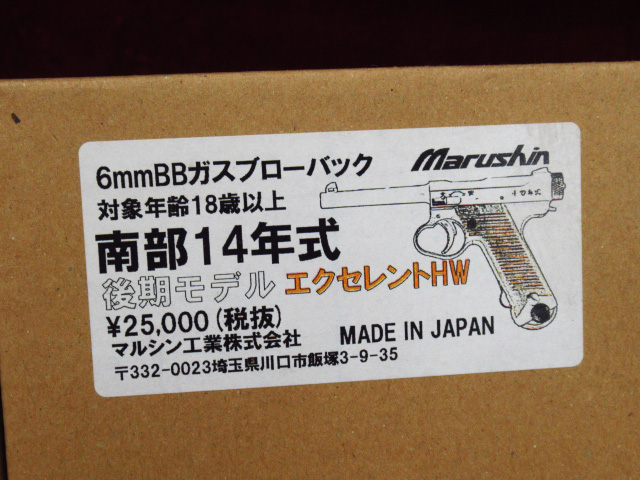 6mmBBガスブローバック
Marushin
対象年齢18歳以上
南部14年式
後期モデル エクセレントHW
¥25,000(税抜)
マルシン工業株式会社
MADE IN JAPAN
〒332-0023埼玉県川口市飯塚3-9-35